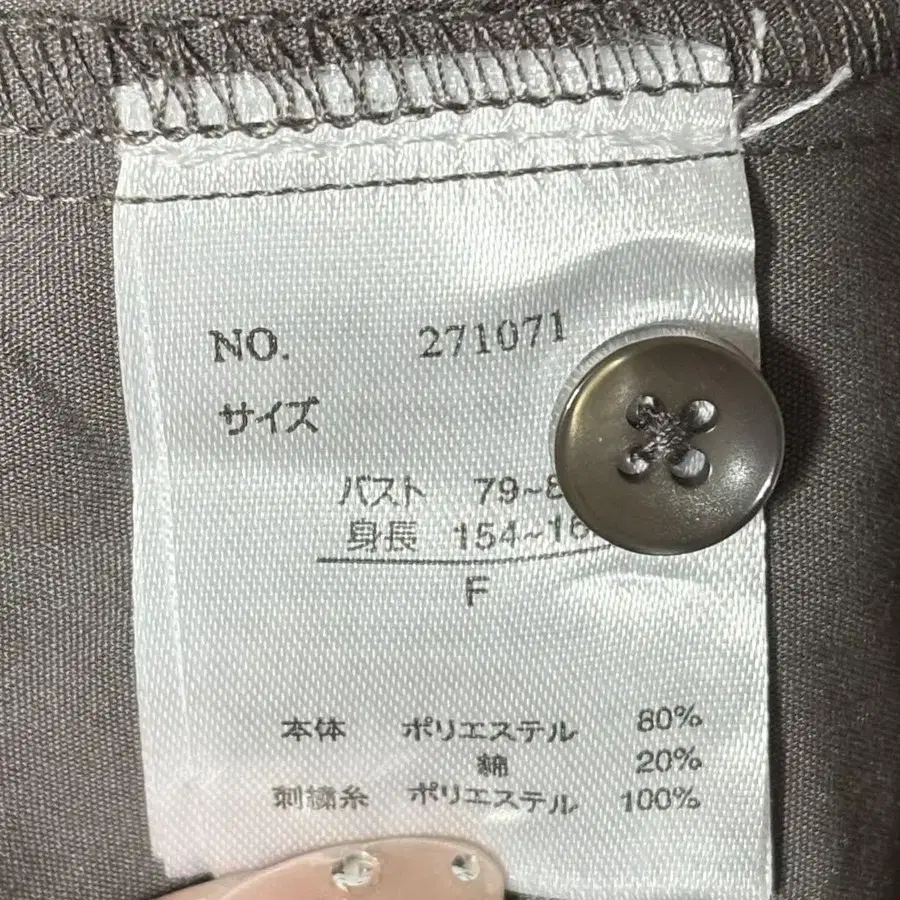 NO. 271071
サイズ
バスト 79~8
身長 154~16
F
本体 ポリエステル 80%
綿 20%
刺繍糸 ポリエステル 100%